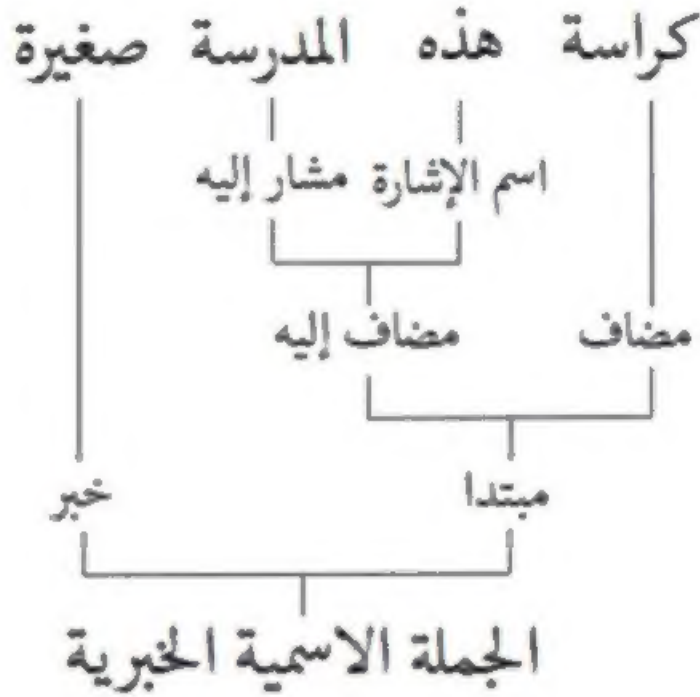 كراسة هذه المدرسة صغيرة
اسم الإشارة مشار إليه
مضاف مضاف إليه
مبتدا خبر
الجملة الاسمية الخبرية